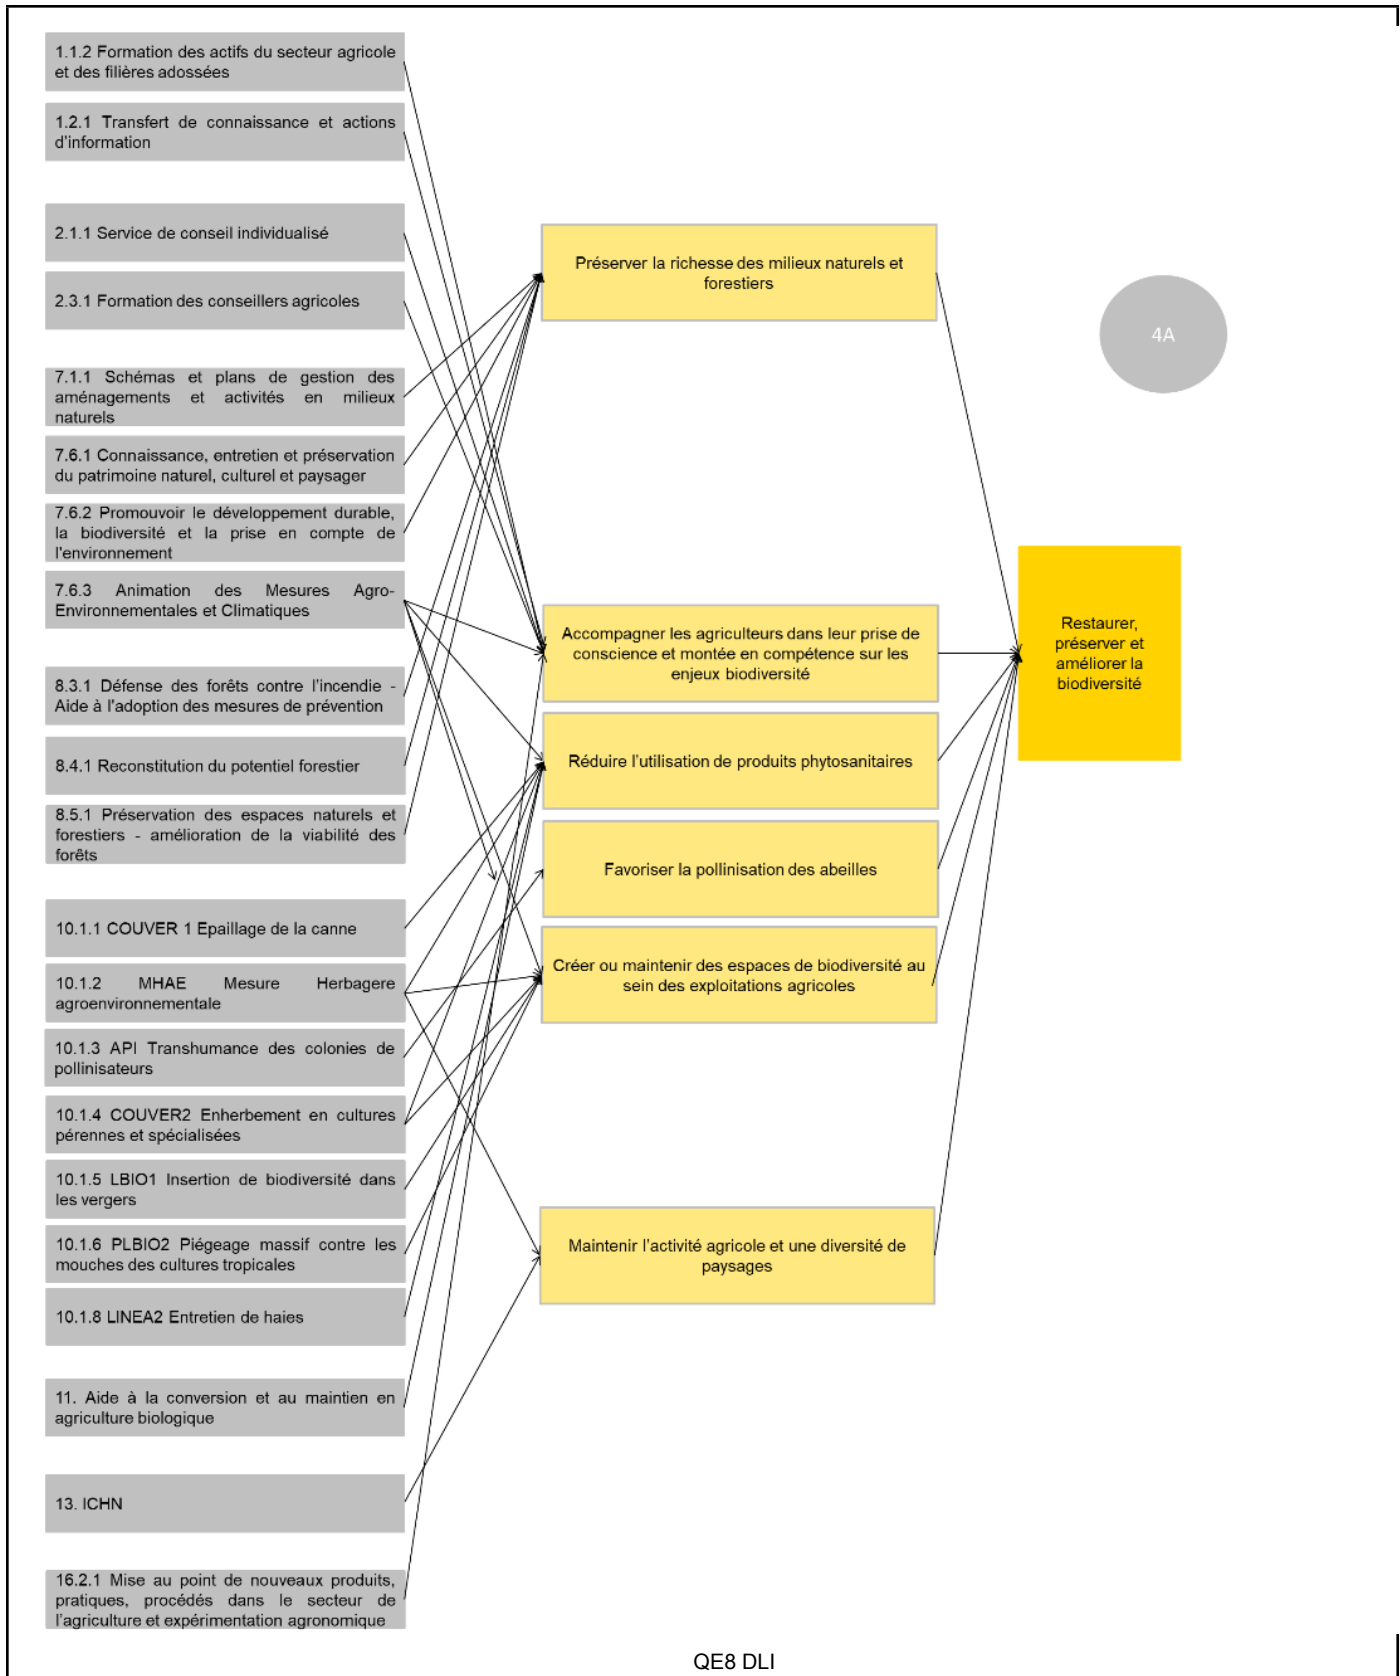 1.1.2 Formation des actifs du secteur agricole
et des filières adossées
1.2.1 Transfert de connaissance et actions
d'information
2.1.1 Service de conseil individualisé
2.3.1 Formation des conseillers agricoles
7.1.1 Schémas et plans de gestion des
aménagements et activités en milieux
naturels
7.6.1 Connaissance, entretien et préservation
du patrimoine naturel, culturel et paysager
7.6.2 Promouvoir le développement durable,
la biodiversité et la prise en compte de
l'environnement
7.6.3 Animation des Mesures Agro-
Environnementales et Climatiques
8.3.1 Défense des forêts contre l'incendie -
Aide à l'adoption des mesures de prévention
8.4.1 Reconstitution du potentiel forestier
8.5.1 Préservation des espaces naturels et
forestiers - amélioration de la viabilité des
forêts
10.1.1 COUVER 1 Epaillage de la canne
10.1.2 MHAE Mesure Herbagere
agroenvironnementale
10.1.3 API Transhumance des colonies de
pollinisateurs
10.1.4 COUVER2 Enherbement en cultures
pérennes et spécialisées
10.1.5 LBIO1 Insertion de biodiversité dans
les vergers
10.1.6 PLBIO2 Piégeage massif contre les
mouches des cultures tropicales
10.1.8 LINEA2 Entretien de haies
11. Aide à la conversion et au maintien en
agriculture biologique
13. ICHN
16.2.1 Mise au point de nouveaux produits,
pratiques, procédés dans le secteur de
l'agriculture et expérimentation agronomique
Préserver la richesse des milieux naturels et
forestiers
Accompagner les agriculteurs dans leur prise de
conscience et montée en compétence sur les
enjeux biodiversité
Réduire l'utilisation de produits phytosanitaires
Favoriser la pollinisation des abeilles
Créer ou maintenir des espaces de biodiversité au
sein des exploitations agricoles
Maintenir l'activité agricole et une diversité de
paysages
4A
Restaurer,
préserver et
améliorer la
biodiversité
QE8 DLI